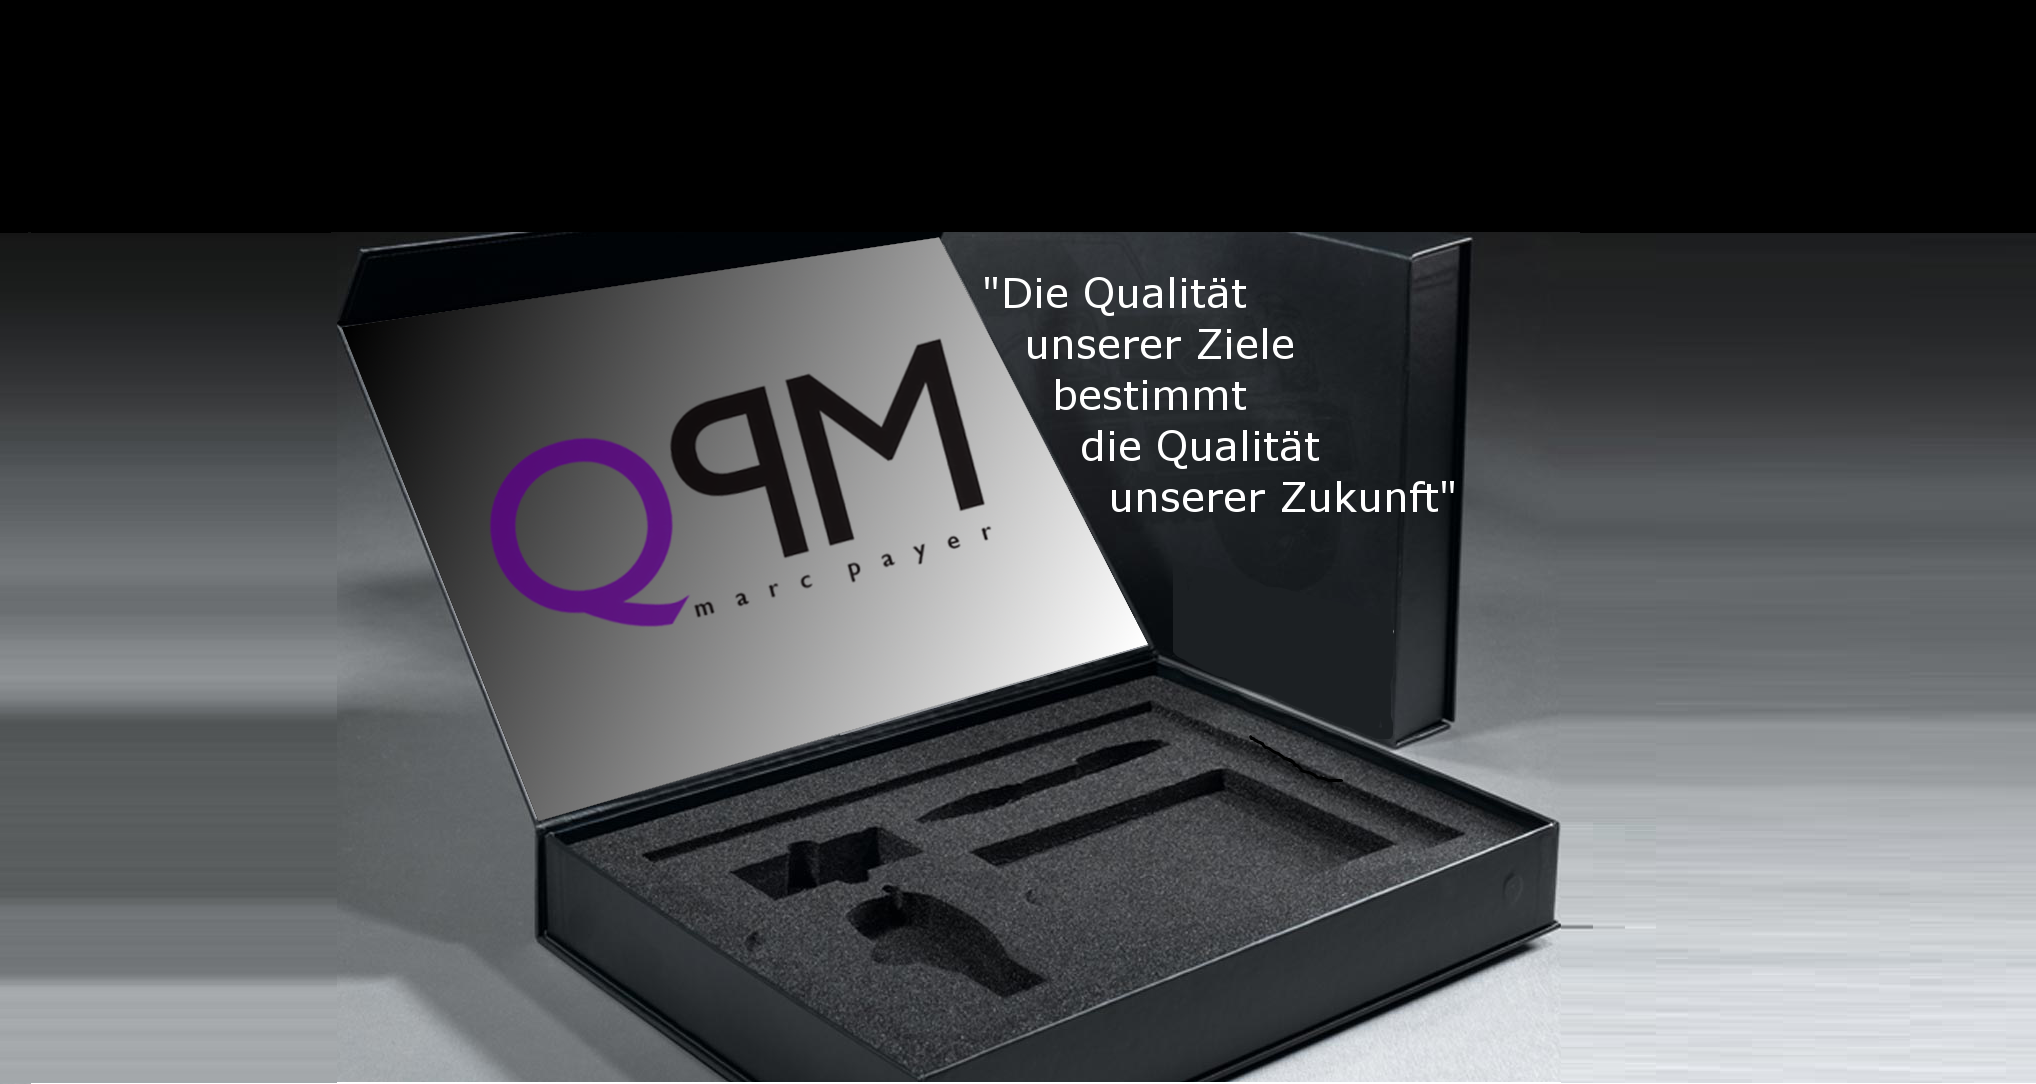 "Die Qualität
unserer Ziele
bestimmt
die Qualität
unserer Zukunft"
QPM
marc payer